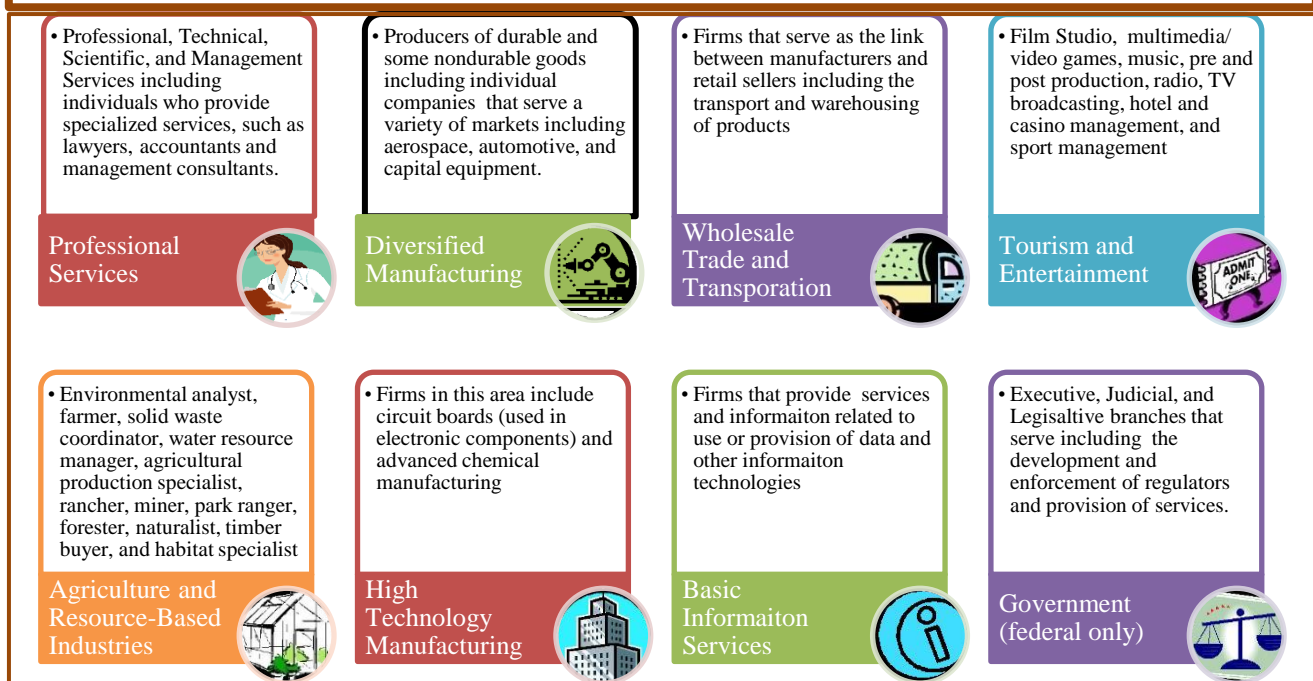 • Professional, Technical,
Scientific, and Management
Services including
individuals who provide
specialized services, such as
lawyers, accountants and
management consultants.
Professional
Services
• Producers of durable and
some nondurable goods
including individual
companies that serve a
variety of markets including
aerospace, automotive, and
capital equipment.
Diversified
Manufacturing
• Firms that serve as the link
between manufacturers and
retail sellers including the
transport and warehousing
of products
Wholesale
Trade and
Transporation
• Film Studio, multimedia/
video games, music, pre and
post production, radio, TV
broadcasting, hotel and
casino management, and
sport management
Tourism and
Entertainment
ADMIT
ONE
• Environmental analyst,
farmer, solid waste
coordinator, water resource
manager, agricultural
production specialist,
rancher, miner, park ranger,
forester, naturalist, timber
buyer, and habitat specialist
Agriculture and
Resource-Based
Industries
• Firms in this area include
circuit boards (used in
electronic components) and
advanced chemical
manufacturing
High
Technology
Manufacturing
• Firms that provide services
and informaiton related to
use or provision of data and
other informaiton
technologies
Basic
Informaiton
Services
i
• Executive, Judicial, and
Legisaltive branches that
serve including the
development and
enforcement of regulators
and provision of services.
Government
(federal only)